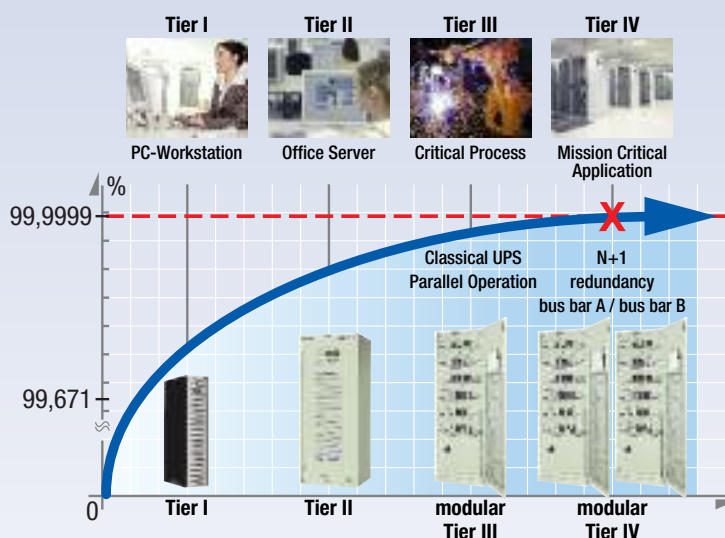 Tier I
Tier II
Tier III
Tier IV
PC-Workstation
Office Server
Critical Process
Mission Critical
Application
%
99,9999
X
Classical UPS
Parallel Operation
N+1
redundancy
bus bar A / bus bar B
99,671
0
Tier I
Tier II
modular
Tier III
modular
Tier IV